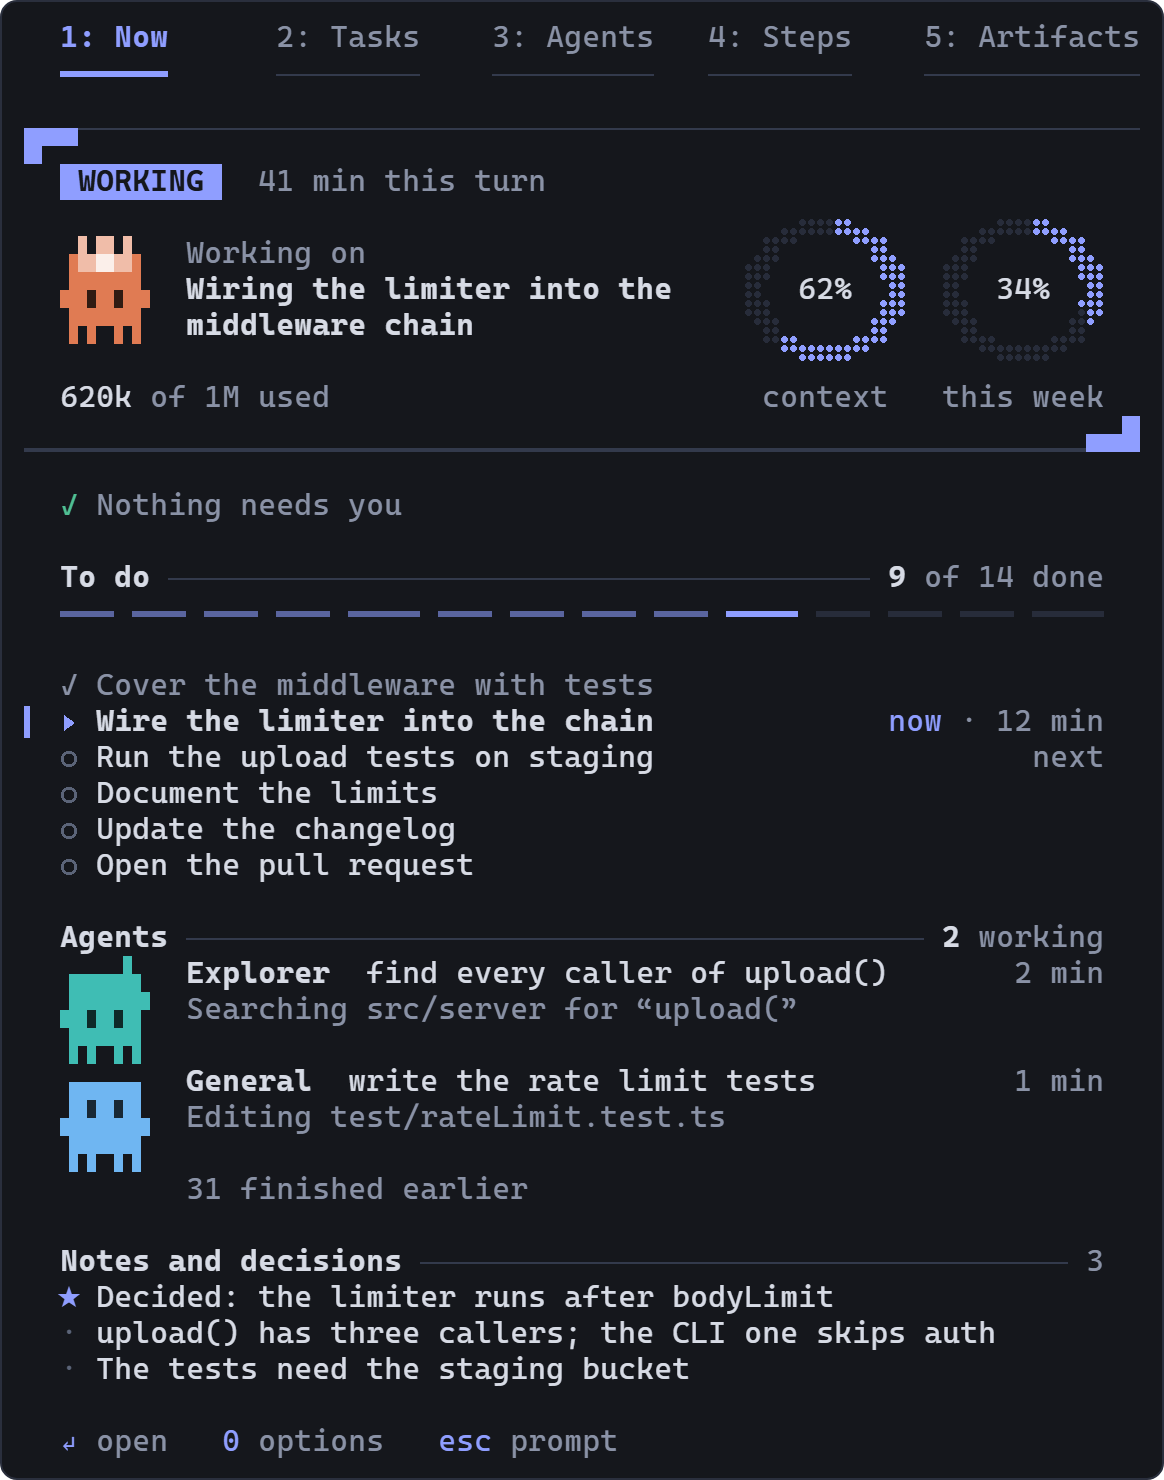 1: Now 2: Tasks 3: Agents 4: Steps 5: Artifacts
WORKING 41 min this turn
Working on
Wiring the limiter into the
middleware chain
62% 34%
620k of 1M used context this week
✓ Nothing needs you
To do 9 of 14 done
✓ Cover the middleware with tests
▶ Wire the limiter into the chain now · 12 min
○ Run the upload tests on staging next
○ Document the limits
○ Update the changelog
○ Open the pull request
Agents 2 working
Explorer find every caller of upload() 2 min
Searching src/server for “upload(”
General write the rate limit tests 1 min
Editing test/rateLimit.test.ts
31 finished earlier
Notes and decisions 3
★ Decided: the limiter runs after bodyLimit
· upload() has three callers; the CLI one skips auth
· The tests need the staging bucket
↲ open 0 options esc prompt